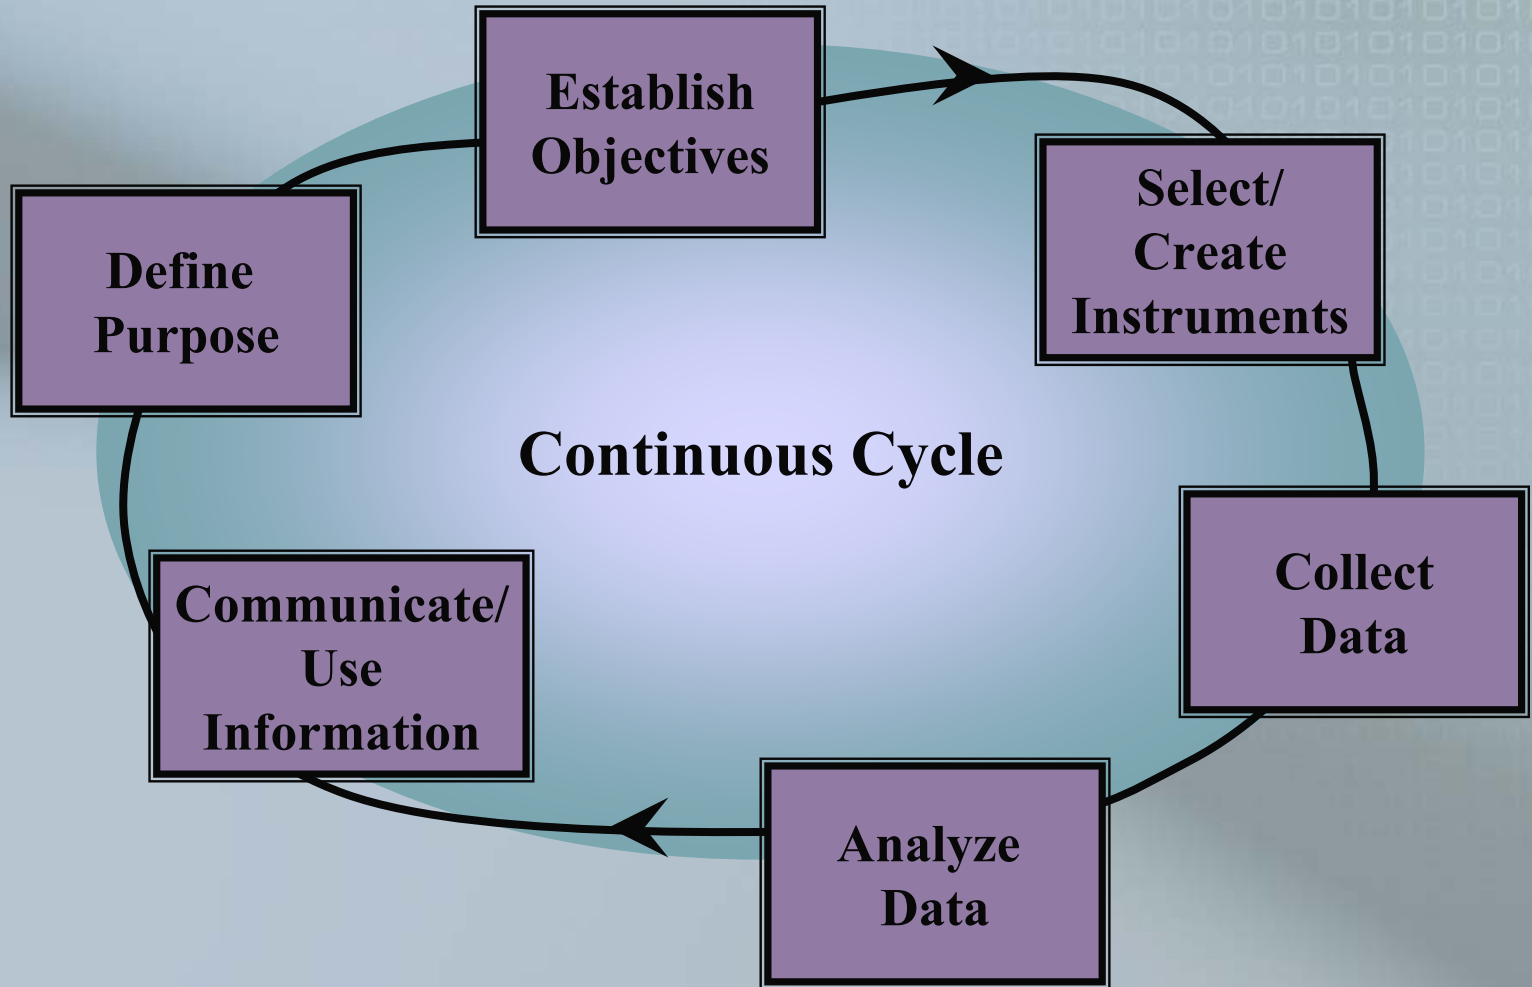 Establish
Objectives
Select/
Create
Instruments
Define
Purpose
Continuous Cycle
Collect
Data
Communicate/
Use
Information
Analyze
Data